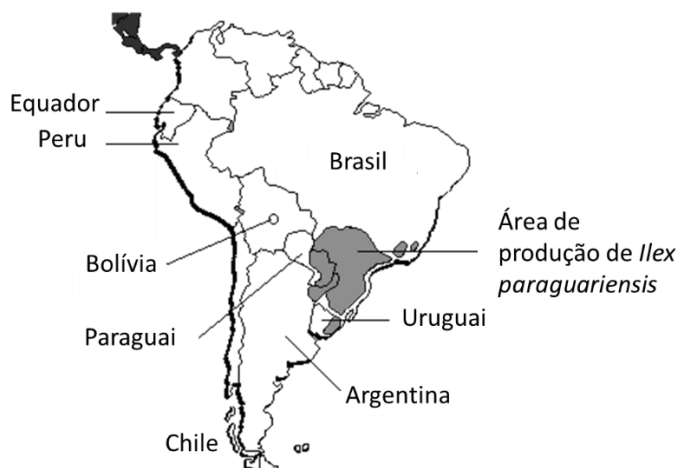 Equador
Peru
Brasil
Área de
produção de Ilex
paraguariensis
Bolívia
Uruguai
Paraguai
Argentina
Chile